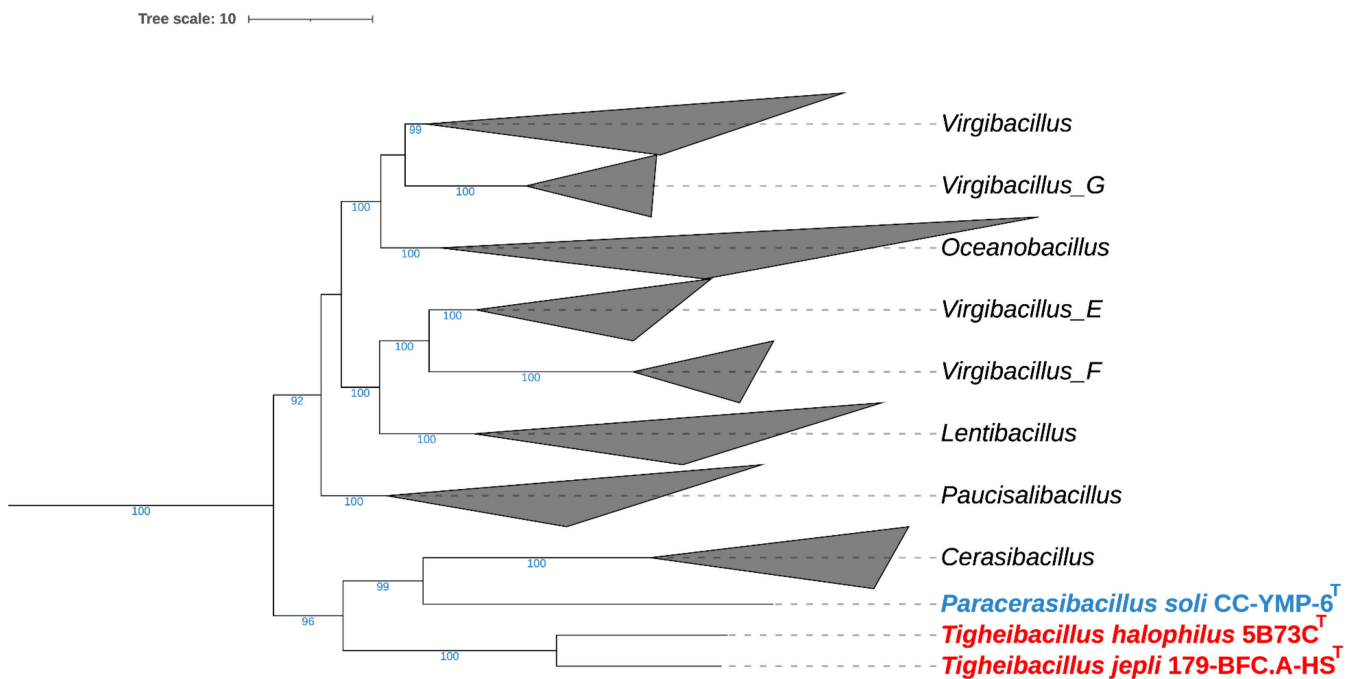 Tree scale: 10
99
Virgibacillus
100
Virgibacillus_G
100
100
Oceanobacillus
100
Virgibacillus_E
100
100
Virgibacillus_F
100
92
100
Lentibacillus
100
Paucisalibacillus
100
100
Cerasibacillus
99
Paracerasibacillus soli CC-YMP-6T
96
Tigheibacillus halophilus 5B73CT
100
Tigheibacillus jepli 179-BFC.A-HST